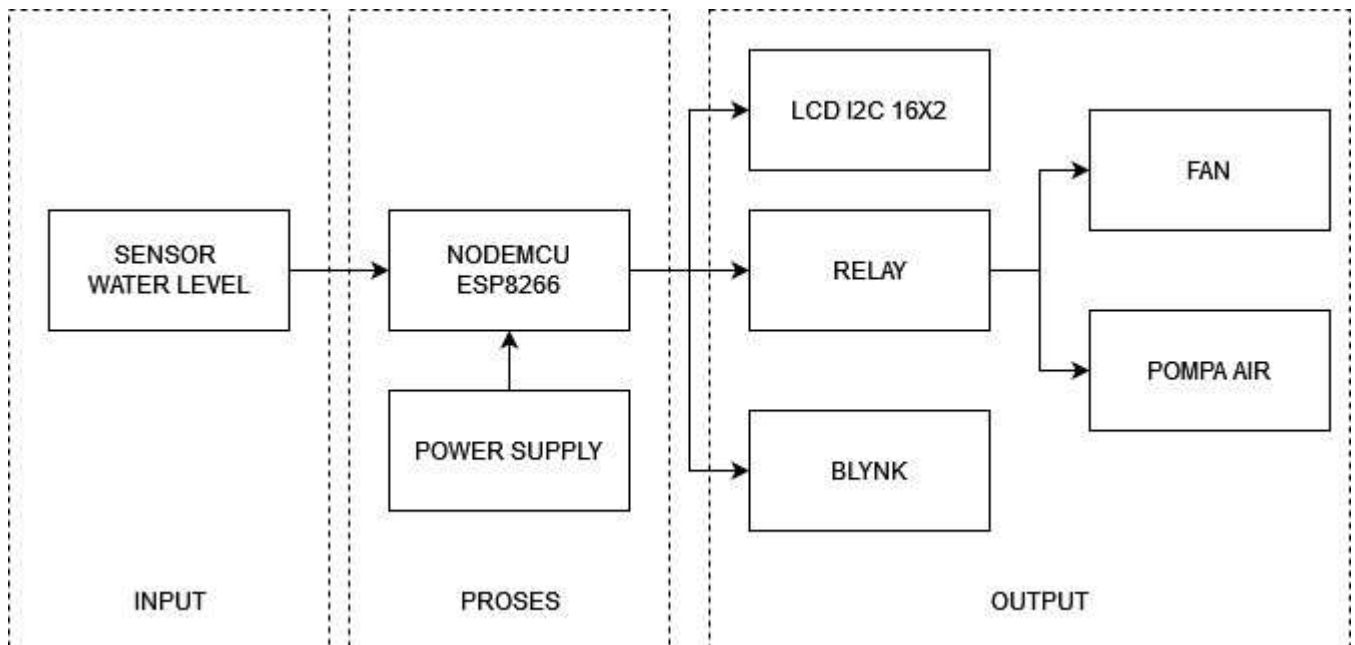 SENSOR
WATER LEVEL
INPUT
NODEMCU
ESP8266
POWER SUPPLY
PROSES
LCD I2C 16X2
RELAY
BLYNK
FAN
POMPA AIR
OUTPUT